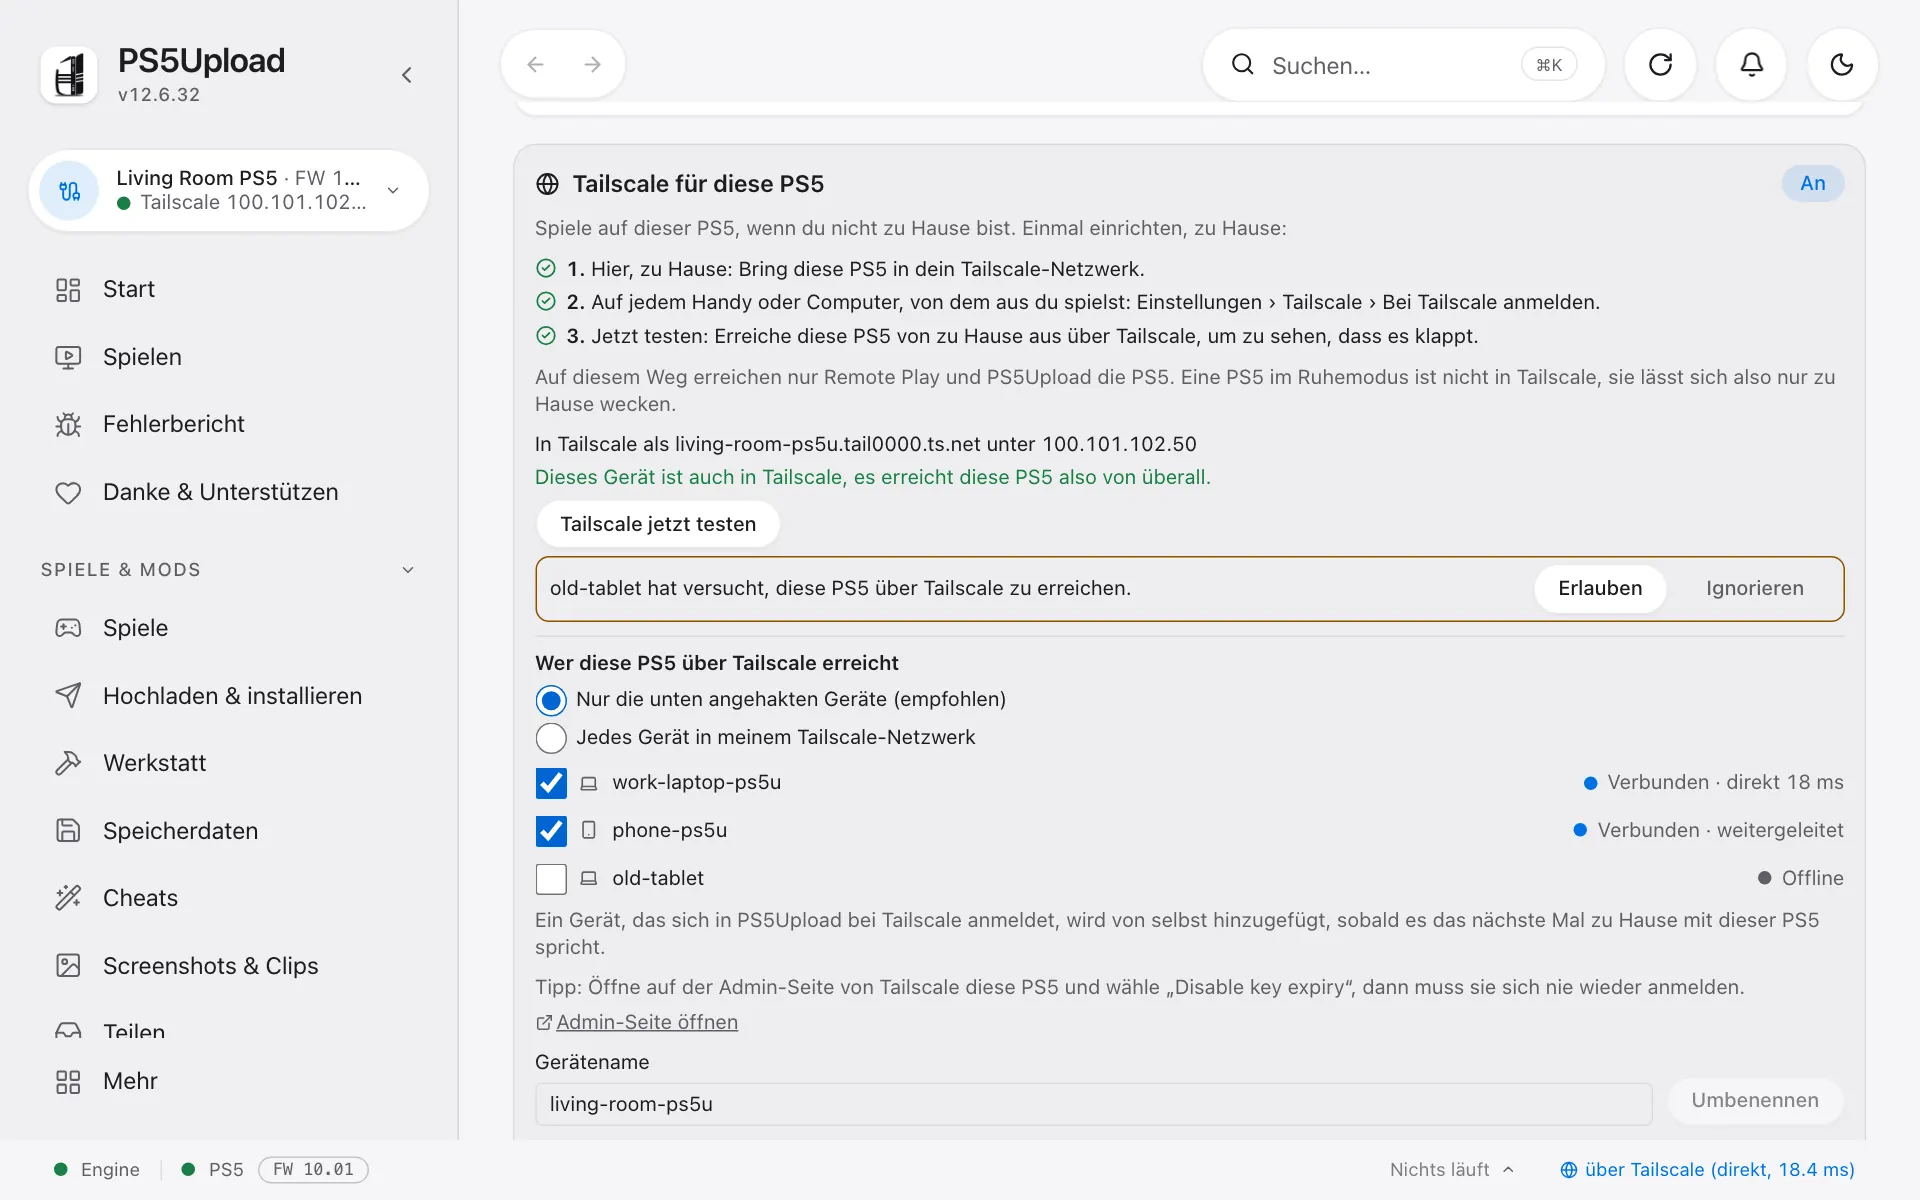 PS5Upload
v12.6.32
Living Room PS5 · FW 1...
Tailscale 100.101.102...
Start
Spielen
Fehlerbericht
Danke & Unterstützen
SPIELE & MODS
Spiele
Hochladen & installieren
Werkstatt
Speicherdaten
Cheats
Screenshots & Clips
Teilen
Mehr
Suchen...
⌘K
Tailscale für diese PS5
An
Spiele auf dieser PS5, wenn du nicht zu Hause bist. Einmal einrichten, zu Hause:
1. Hier, zu Hause: Bring diese PS5 in dein Tailscale-Netzwerk.
2. Auf jedem Handy oder Computer, von dem aus du spielst: Einstellungen › Tailscale › Bei Tailscale anmelden.
3. Jetzt testen: Erreiche diese PS5 von zu Hause aus über Tailscale, um zu sehen, dass es klappt.
Auf diesem Weg erreichen nur Remote Play und PS5Upload die PS5. Eine PS5 im Ruhemodus ist nicht in Tailscale, sie lässt sich also nur zu
Hause wecken.
In Tailscale als living-room-ps5u.tail0000.ts.net unter 100.101.102.50
Dieses Gerät ist auch in Tailscale, es erreicht diese PS5 also von überall.
Tailscale jetzt testen
old-tablet hat versucht, diese PS5 über Tailscale zu erreichen.
Erlauben
Ignorieren
Wer diese PS5 über Tailscale erreicht
Nur die unten angehakten Geräte (empfohlen)
Jedes Gerät in meinem Tailscale-Netzwerk
work-laptop-ps5u
Verbunden · direkt 18 ms
phone-ps5u
Verbunden · weitergeleitet
old-tablet
Offline
Ein Gerät, das sich in PS5Upload bei Tailscale anmeldet, wird von selbst hinzugefügt, sobald es das nächste Mal zu Hause mit dieser PS5
spricht.
Tipp: Öffne auf der Admin-Seite von Tailscale diese PS5 und wähle „Disable key expiry“, dann muss sie sich nie wieder anmelden.
Admin-Seite öffnen
Gerätename
living-room-ps5u
Umbenennen
Engine
PS5
FW 10.01
Nichts läuft
über Tailscale (direkt, 18.4 ms)